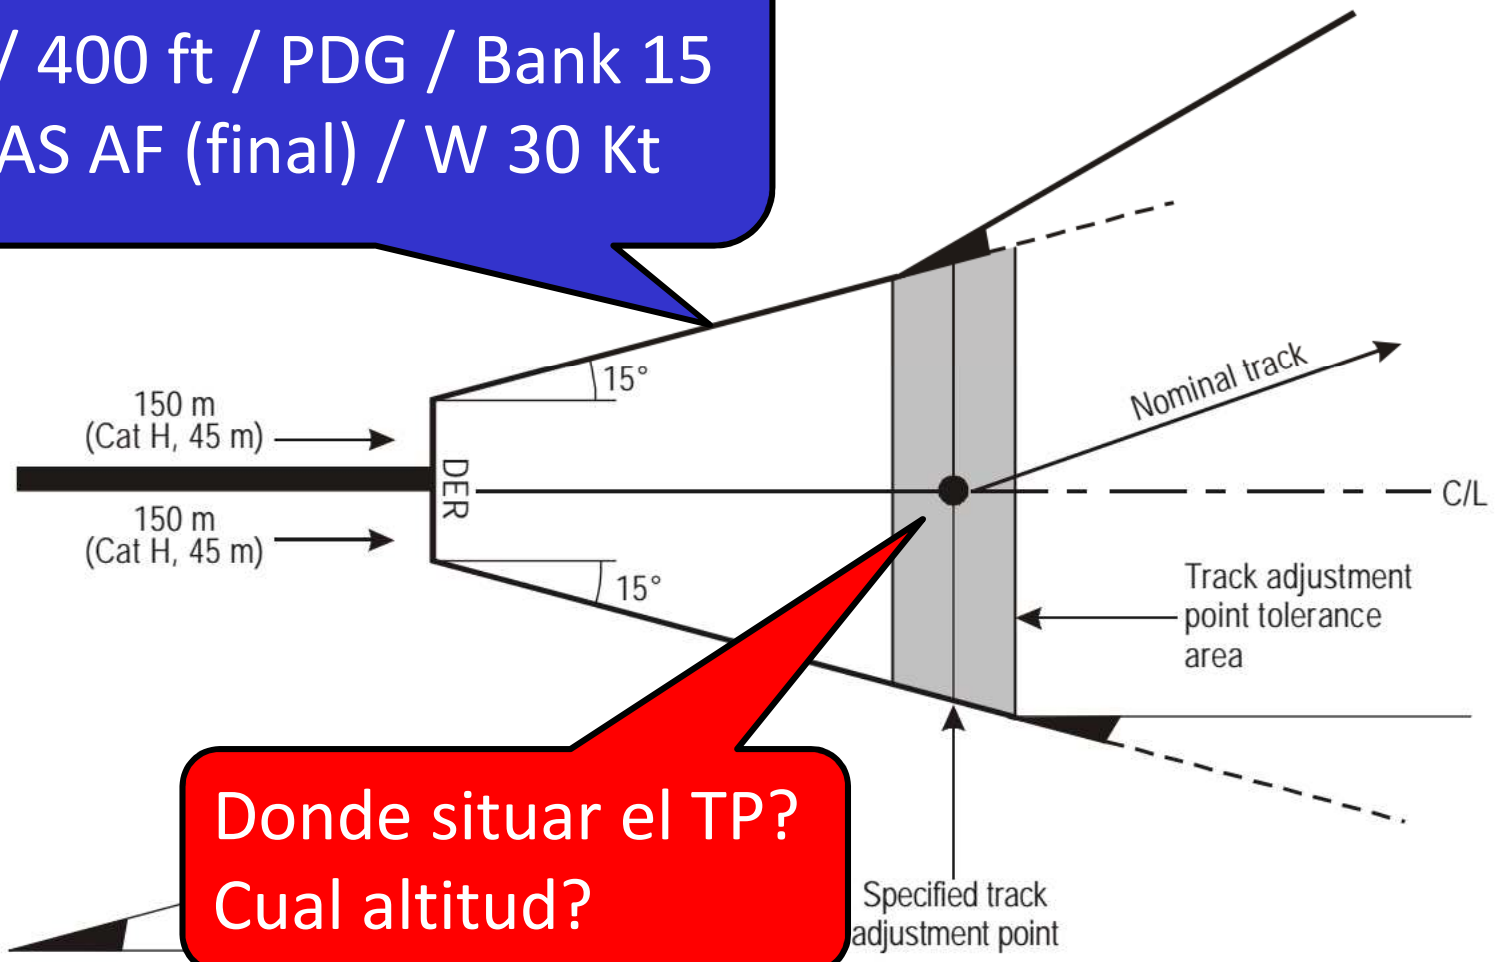 / 400 ft / PDG / Bank 15
AS AF (final) / W 30 Kt
15°
Nominal track
150 m
(Cat H, 45 m)
DER
C/L
150 m
(Cat H, 45 m)
15°
Track adjustment
point tolerance
area
Donde situar el TP?
Cual altitud?
Specified track
adjustment point